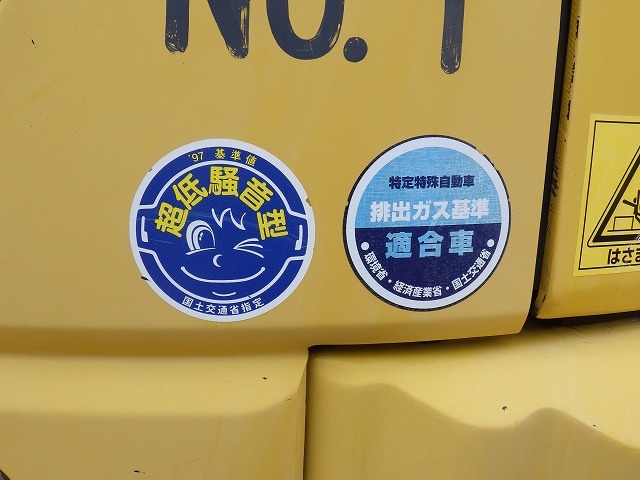 No. 1
'97 基準値
超低騒音型
国土交通省指定
特定特殊自動車
排出ガス基準
適合車
・環境省・経済産業省・国土交通省・
はさま